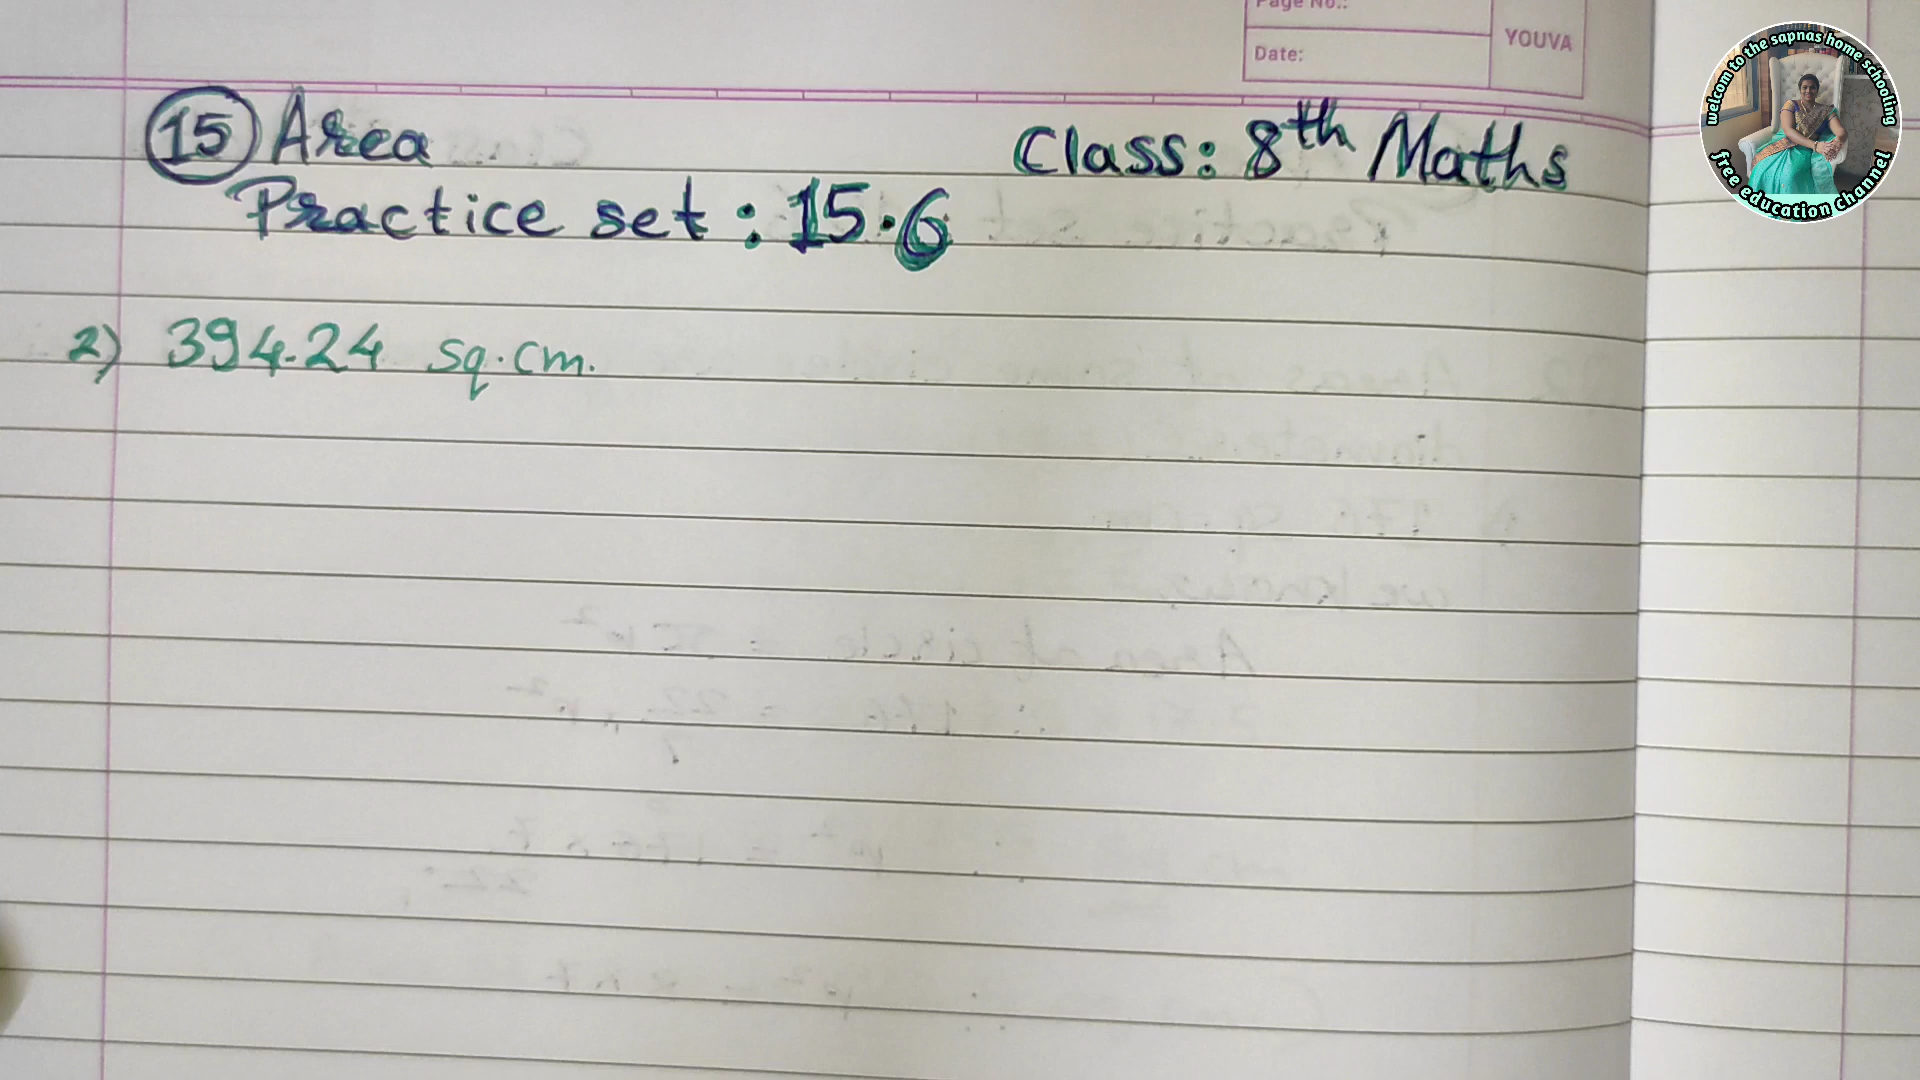 Page No.:
Date:
YOUVA
welcom to the sapnas home schooling
free education channel
15 Area
Class: 8th Maths
Practice set : 15.6
2) 394.24 sq.cm.